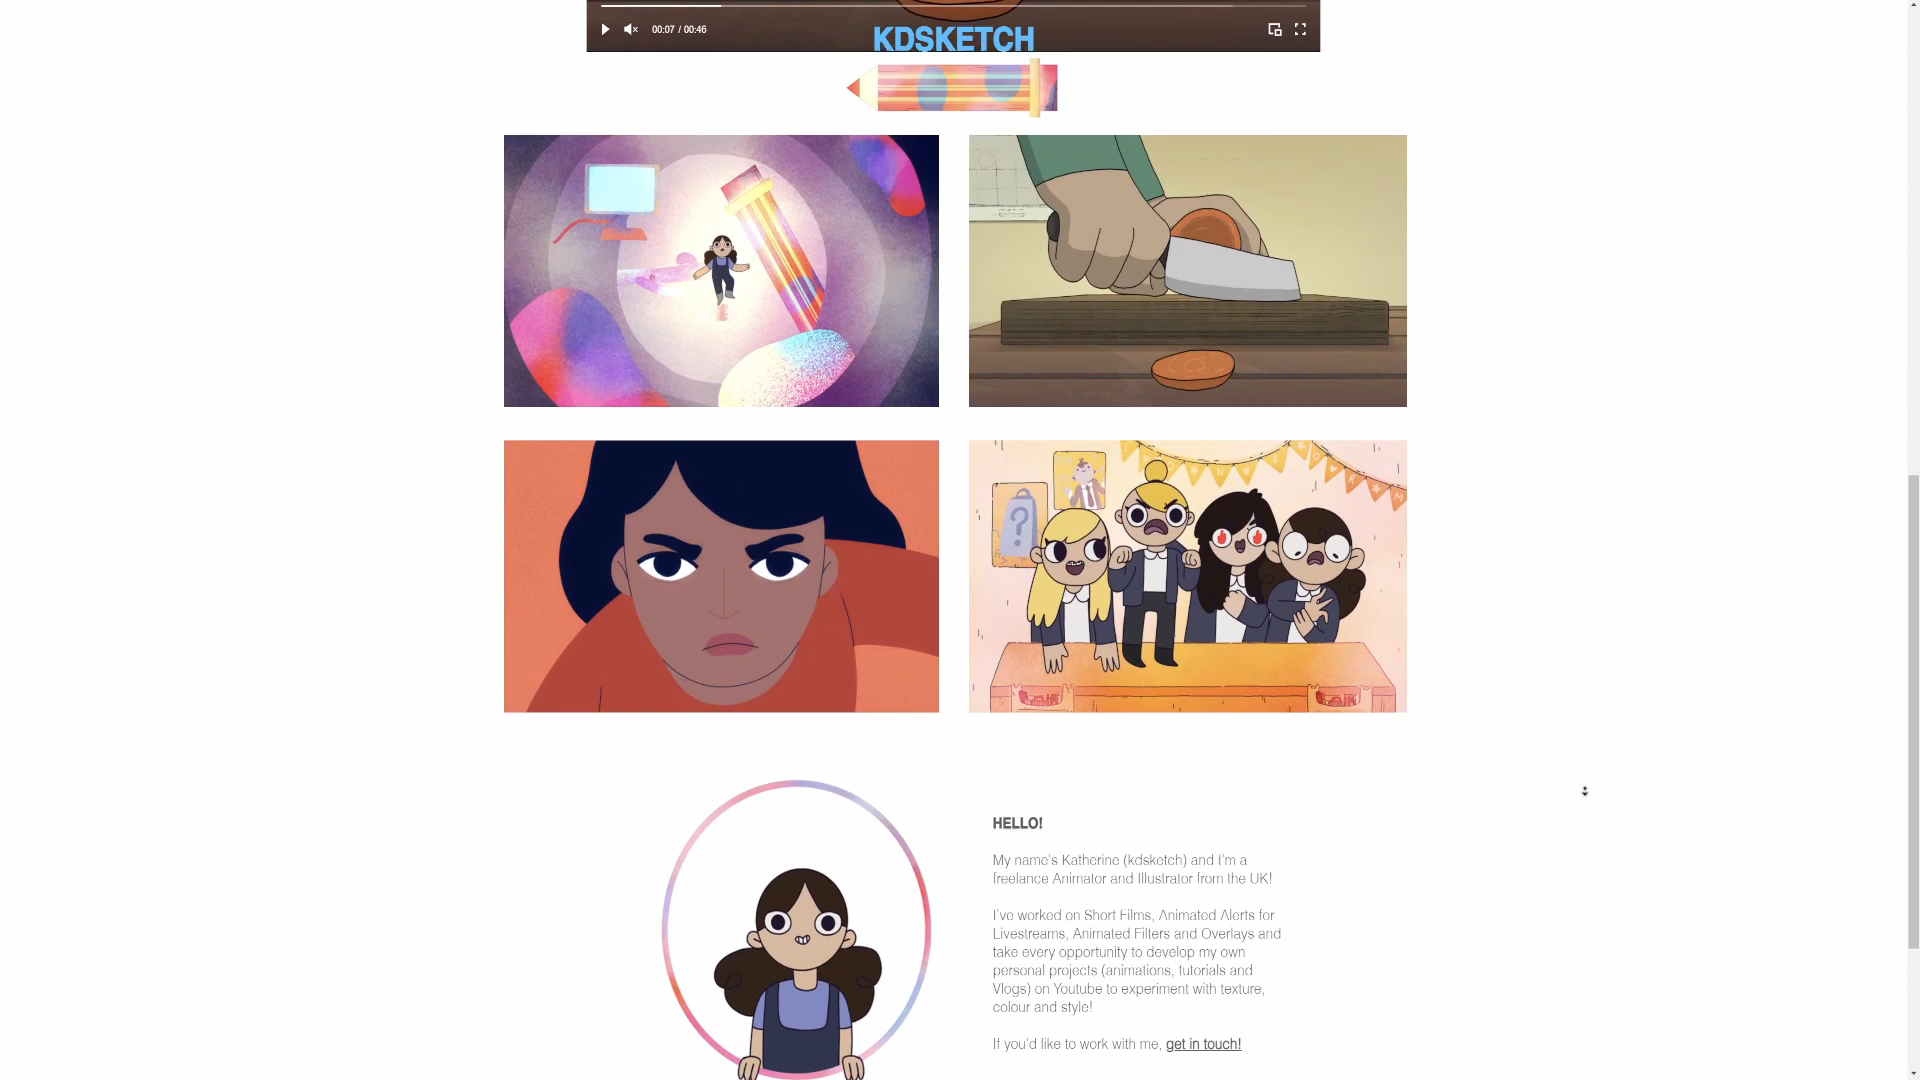 00:07 / 00:46
KDSKETCH
?
HELLO!
My name's Katherine (kdsketch) and I'm a
freelance Animator and Illustrator from the UK!
I've worked on Short Films, Animated Alerts for
Livestreams, Animated Filters and Overlays and
take every opportunity to develop my own
personal projects (animations, tutorials and
Vlogs) on Youtube to experiment with texture,
colour and style!
If you'd like to work with me, get in touch!